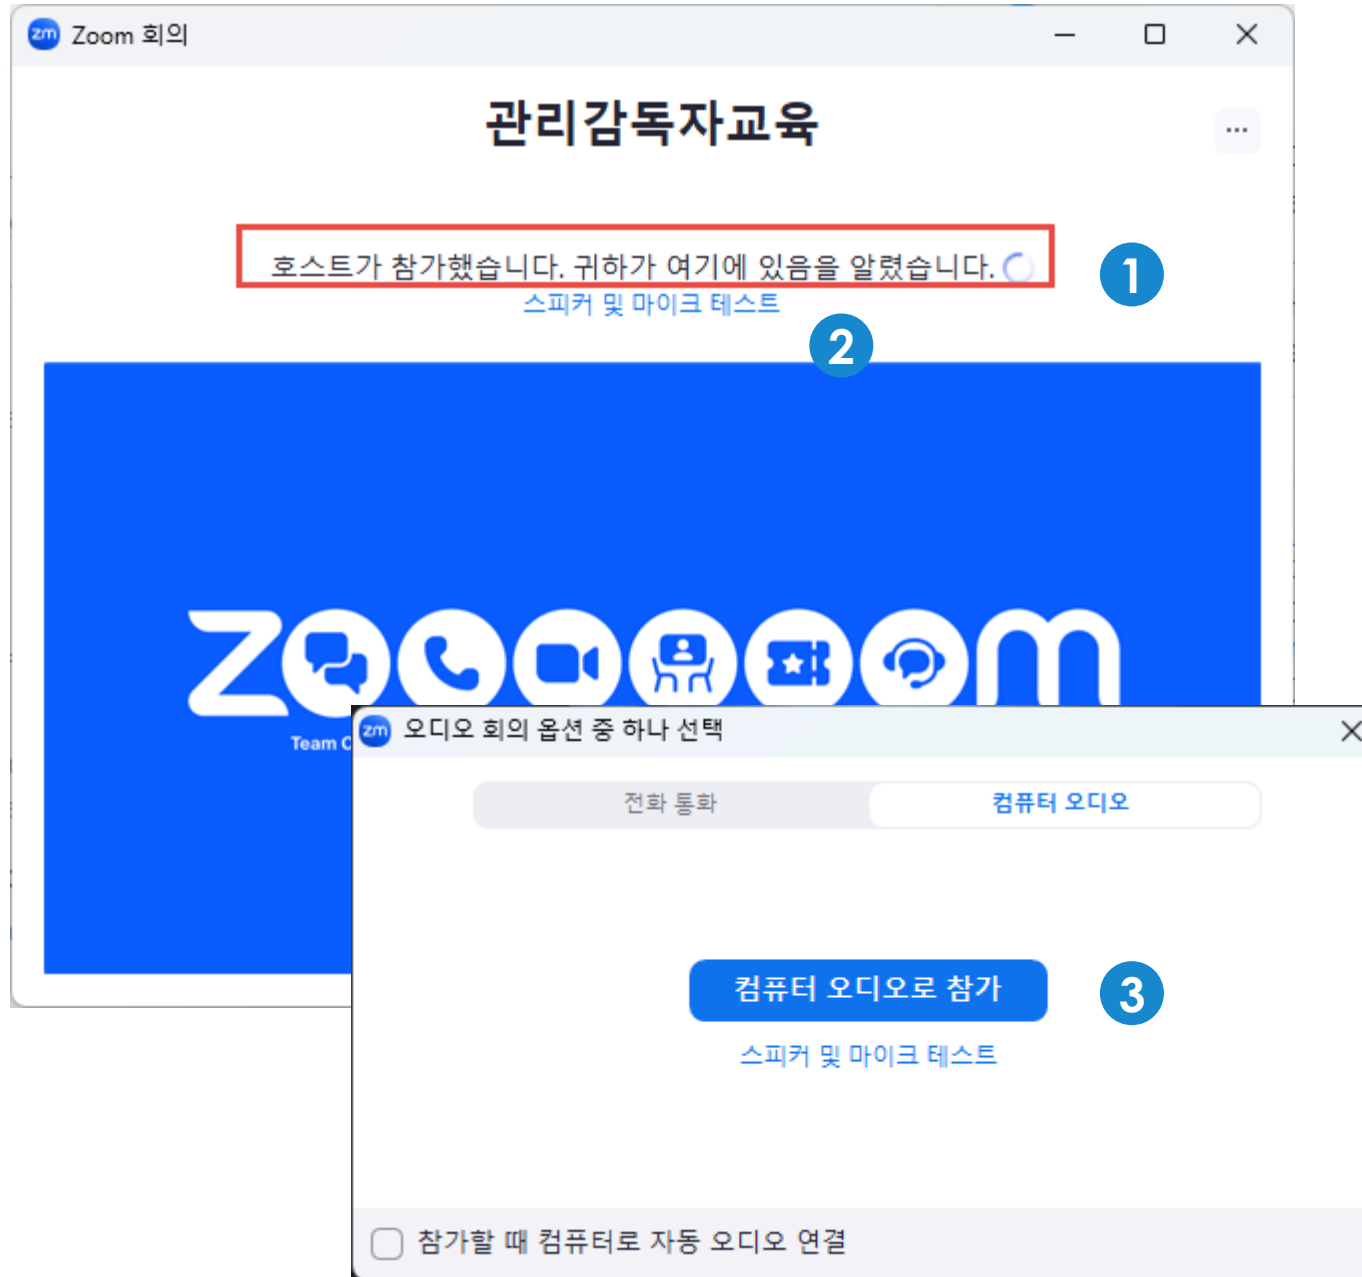 zm Zoom 회의
관리감독자교육
호스트가 참가했습니다. 귀하가 여기에 있음을 알렸습니다.
1
스피커 및 마이크 테스트
2
zoom
Team C
zm 오디오 회의 옵션 중 하나 선택
전화 통화 컴퓨터 오디오
컴퓨터 오디오로 참가
3
스피커 및 마이크 테스트
참가할 때 컴퓨터로 자동 오디오 연결